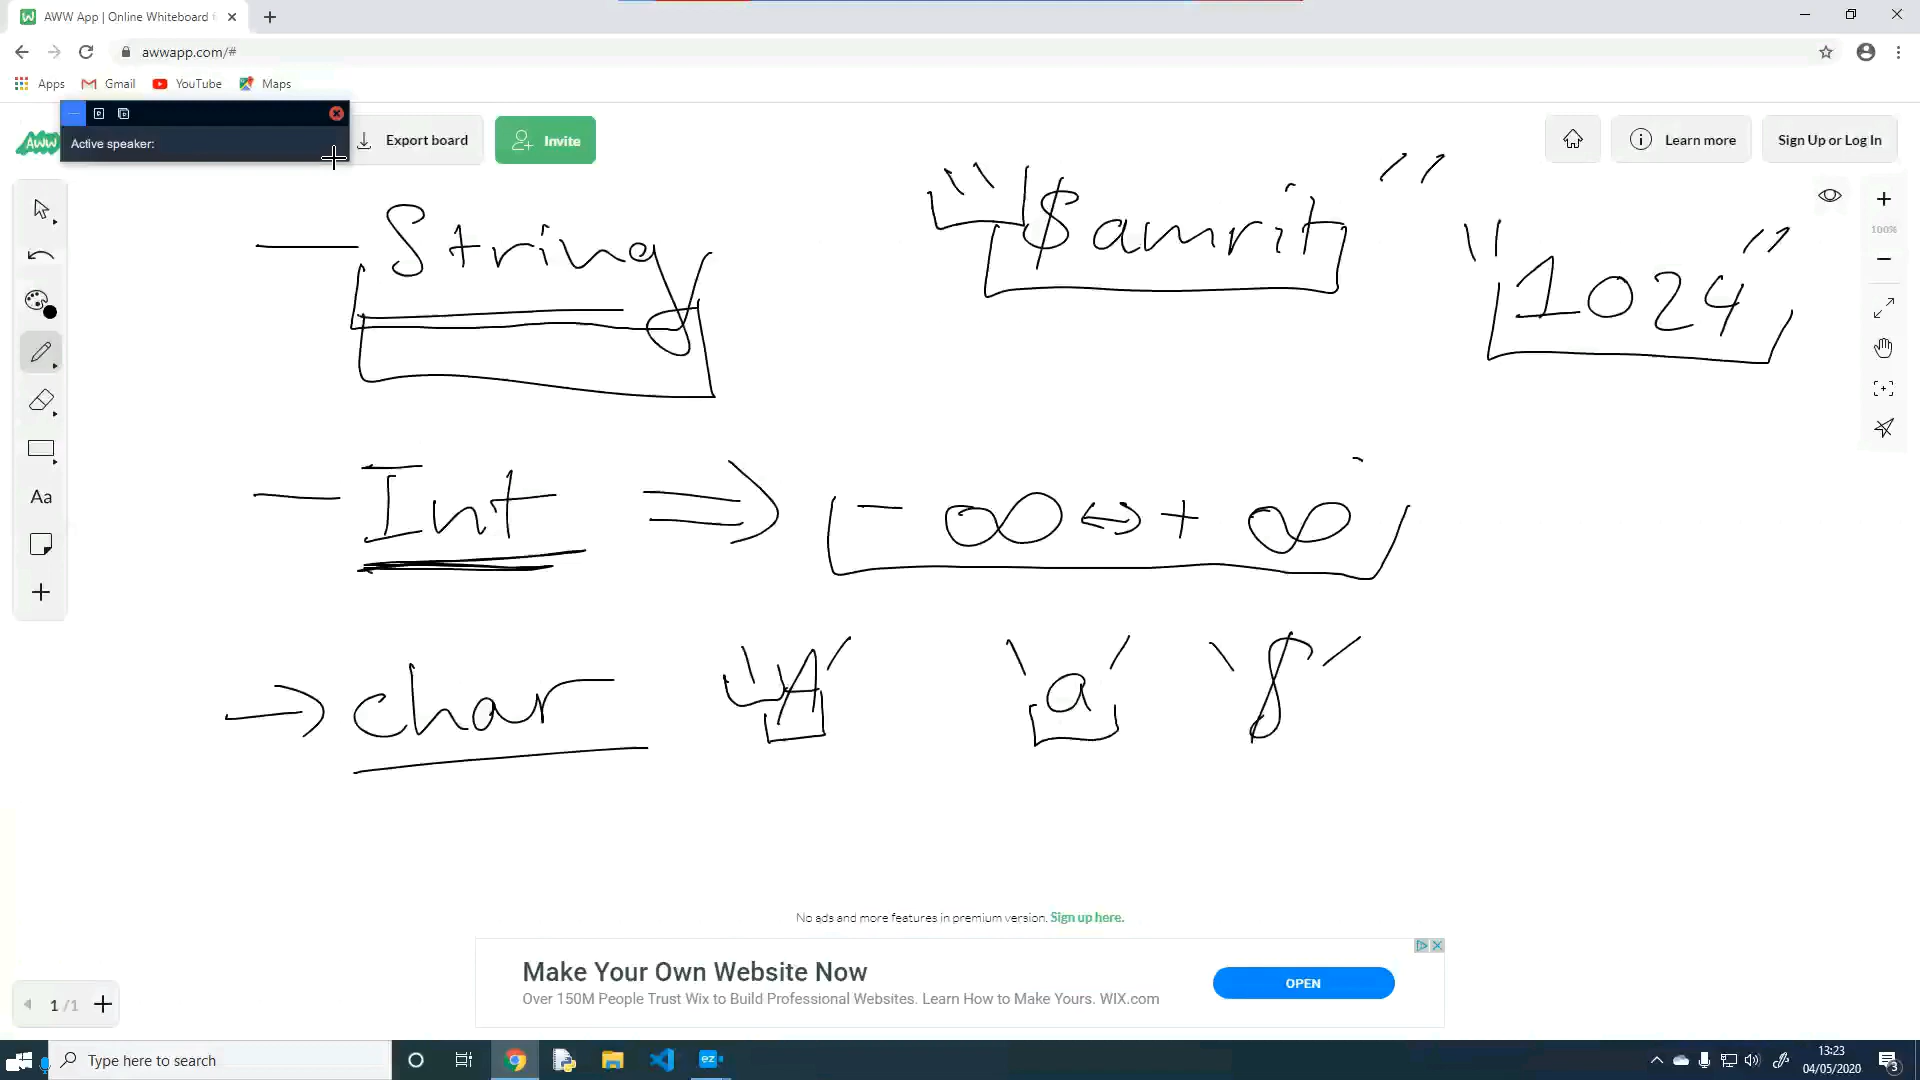 AWW App | Online Whiteboard f
awwapp.com/#
Apps Gmail YouTube Maps
Active speaker:
Export board
Invite
Learn more
Sign Up or Log In
String "$amrit" "1024"
100%
Int ⇒ - ∞ ↔ + ∞
char 'A' 'a' '$'
Aa
No ads and more features in premium version. Sign up here.
Make Your Own Website Now
Over 150M People Trust Wix to Build Professional Websites. Learn How to Make Yours. WIX.com
OPEN
1 / 1
Type here to search
ez
13:23
04/05/2020
3